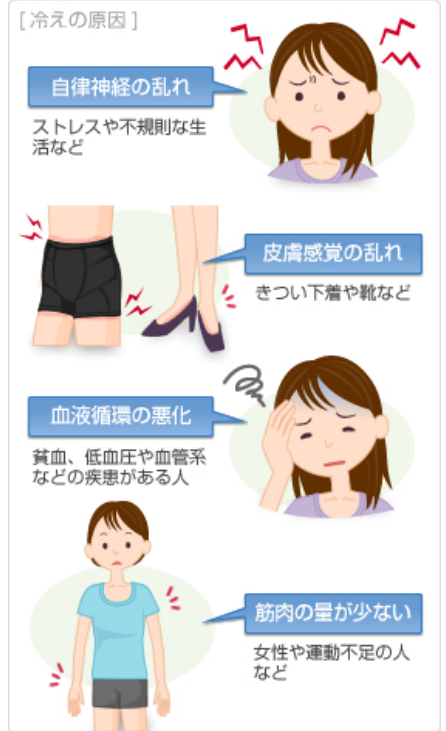 [冷えの原因]
自律神経の乱れ
ストレスや不規則な生
活など
皮膚感覚の乱れ
きつい下着や靴など
血液循環の悪化
貧血、低血圧や血管系
などの疾患がある人
筋肉の量が少ない
女性や運動不足の人
など